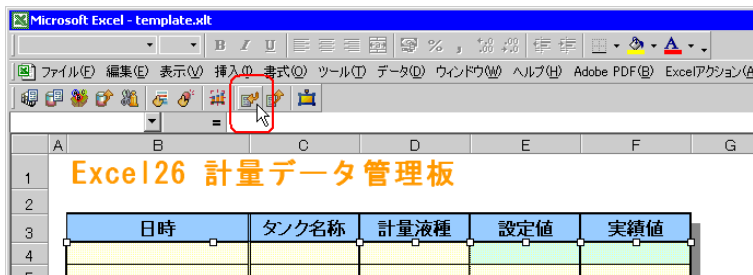 Microsoft Excel - template.xlt
B I U % ,
ファイル(F) 編集(E) 表示(V) 挿入(I) 書式(O) ツール(T) データ(D) ウィンドウ(W) ヘルプ(H) Adobe PDF(B) Excelアクション(A
=
A B C D E F G
1 Excel26 計量データ管理板
2
3 日時 タンク名称 計量液種 設定値 実績値
4